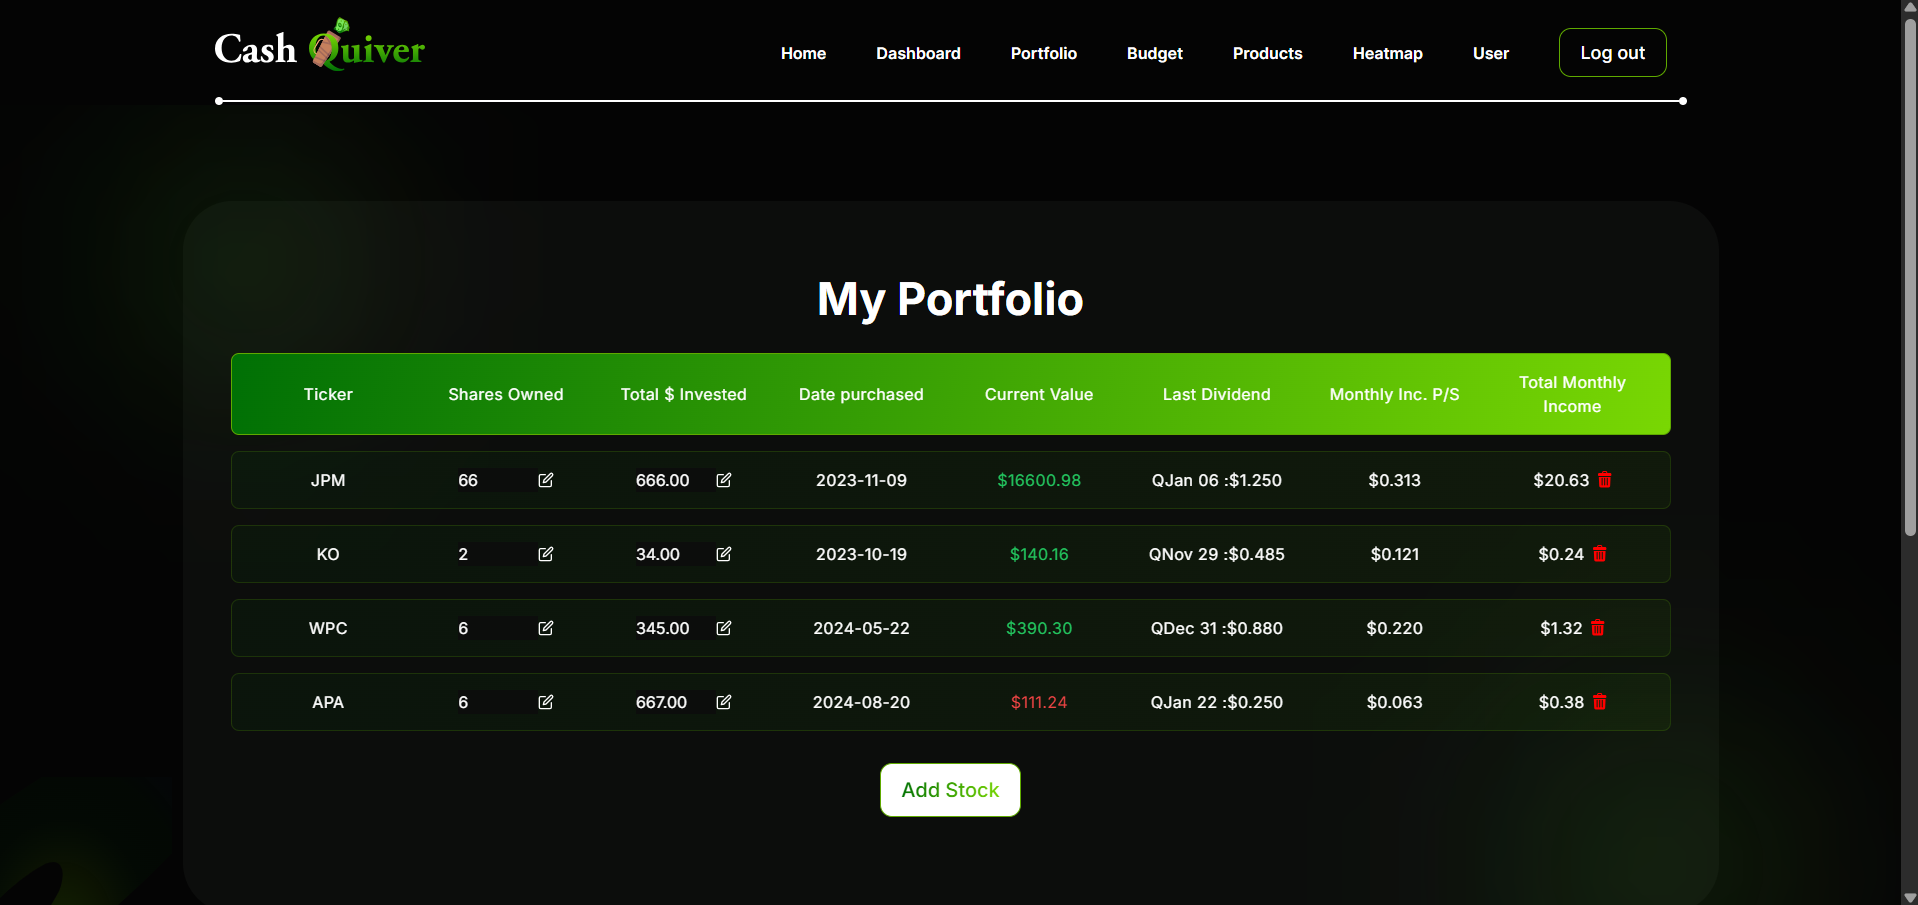 Cash Quiver
Home Dashboard Portfolio Budget Products Heatmap User Log out
My Portfolio
Ticker Shares Owned Total $ Invested Date purchased Current Value Last Dividend Monthly Inc. P/S Total Monthly
Income
JPM 66 666.00 2023-11-09 $16600.98 QJan 06 :$1.250 $0.313 $20.63
KO 2 34.00 2023-10-19 $140.16 QNov 29 :$0.485 $0.121 $0.24
WPC 6 345.00 2024-05-22 $390.30 QDec 31 :$0.880 $0.220 $1.32
APA 6 667.00 2024-08-20 $111.24 QJan 22 :$0.250 $0.063 $0.38
Add Stock